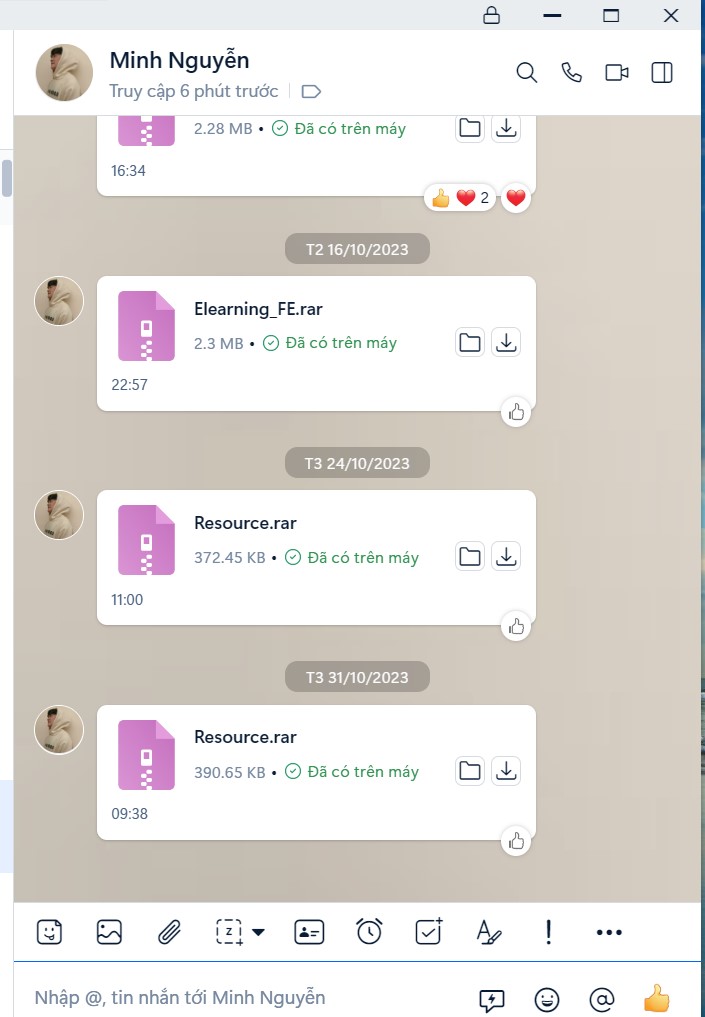 Minh Nguyễn
Truy cập 6 phút trước
2.28 MB • Đã có trên máy
16:34
2
T2 16/10/2023
Elearning_FE.rar
2.3 MB • Đã có trên máy
22:57
T3 24/10/2023
Resource.rar
372.45 KB • Đã có trên máy
11:00
T3 31/10/2023
Resource.rar
390.65 KB • Đã có trên máy
09:38
Nhập @, tin nhắn tới Minh Nguyễn